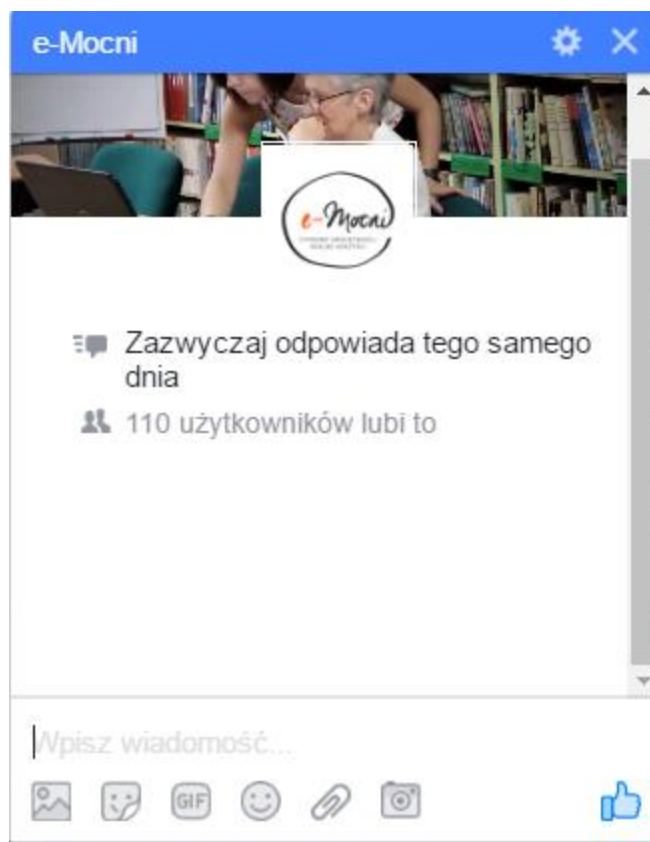 e-Mocni
e-Mocni
Zazwyczaj odpowiada tego samego
dnia
110 użytkowników lubi to
Wpisz wiadomość...
GIF